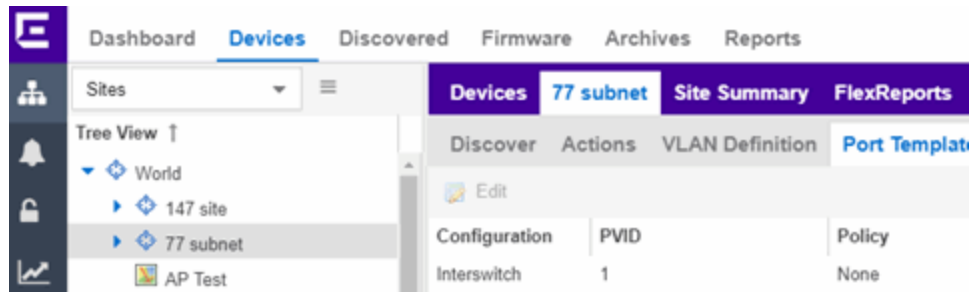 Dashboard Devices Discovered Firmware Archives Reports
Sites
Devices 77 subnet Site Summary FlexReports
Tree View
Discover Actions VLAN Definition Port Template
World
Edit
147 site
77 subnet
Configuration PVID Policy
AP Test
Interswitch 1 None